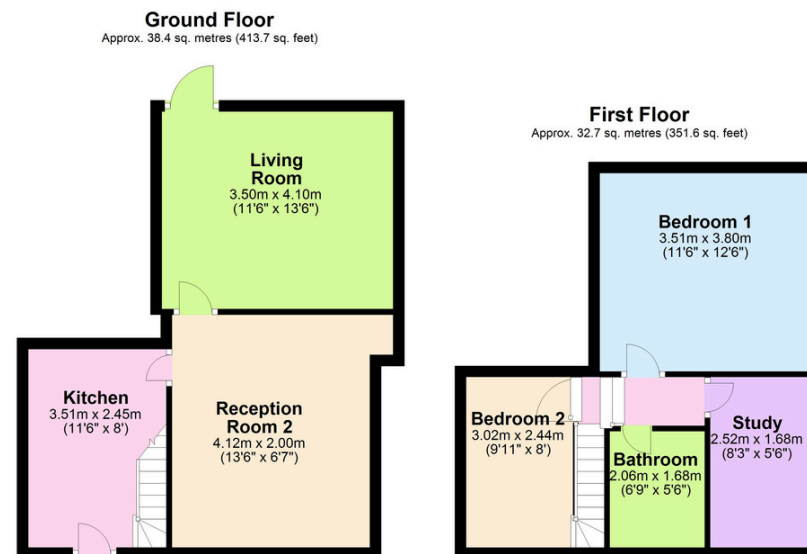 Ground Floor
Approx. 38.4 sq. metres (413.7 sq. feet)
Living
Room
3.50m x 4.10m
(11'6" x 13'6")
Kitchen
3.51m x 2.45m
(11'6" x 8')
Reception
Room 2
4.12m x 2.00m
(13'6" x 6'7")
First Floor
Approx. 32.7 sq. metres (351.6 sq. feet)
Bedroom 1
3.51m x 3.80m
(11'6" x 12'6")
Bedroom 2
3.02m x 2.44m
(9'11" x 8')
Bathroom
2.06m x 1.68m
(6'9" x 5'6")
Study
2.52m x 1.68m
(8'3" x 5'6")